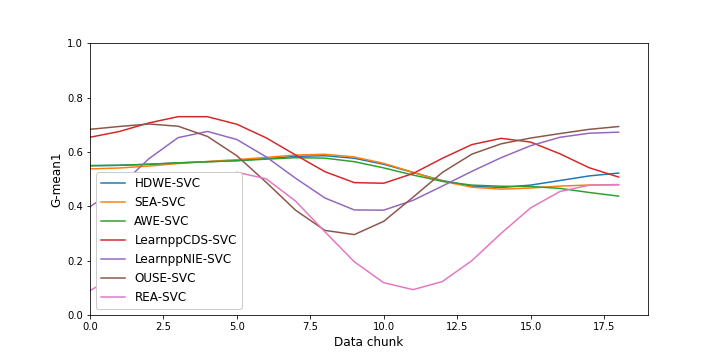 1.0
0.8
0.6
0.4
0.2
0.0
G-mean1
HDWE-SVC
SEA-SVC
AWE-SVC
LearnppCDS-SVC
LearnppNIE-SVC
OUSE-SVC
REA-SVC
0.0 2.5 5.0 7.5 10.0 12.5 15.0 17.5
Data chunk